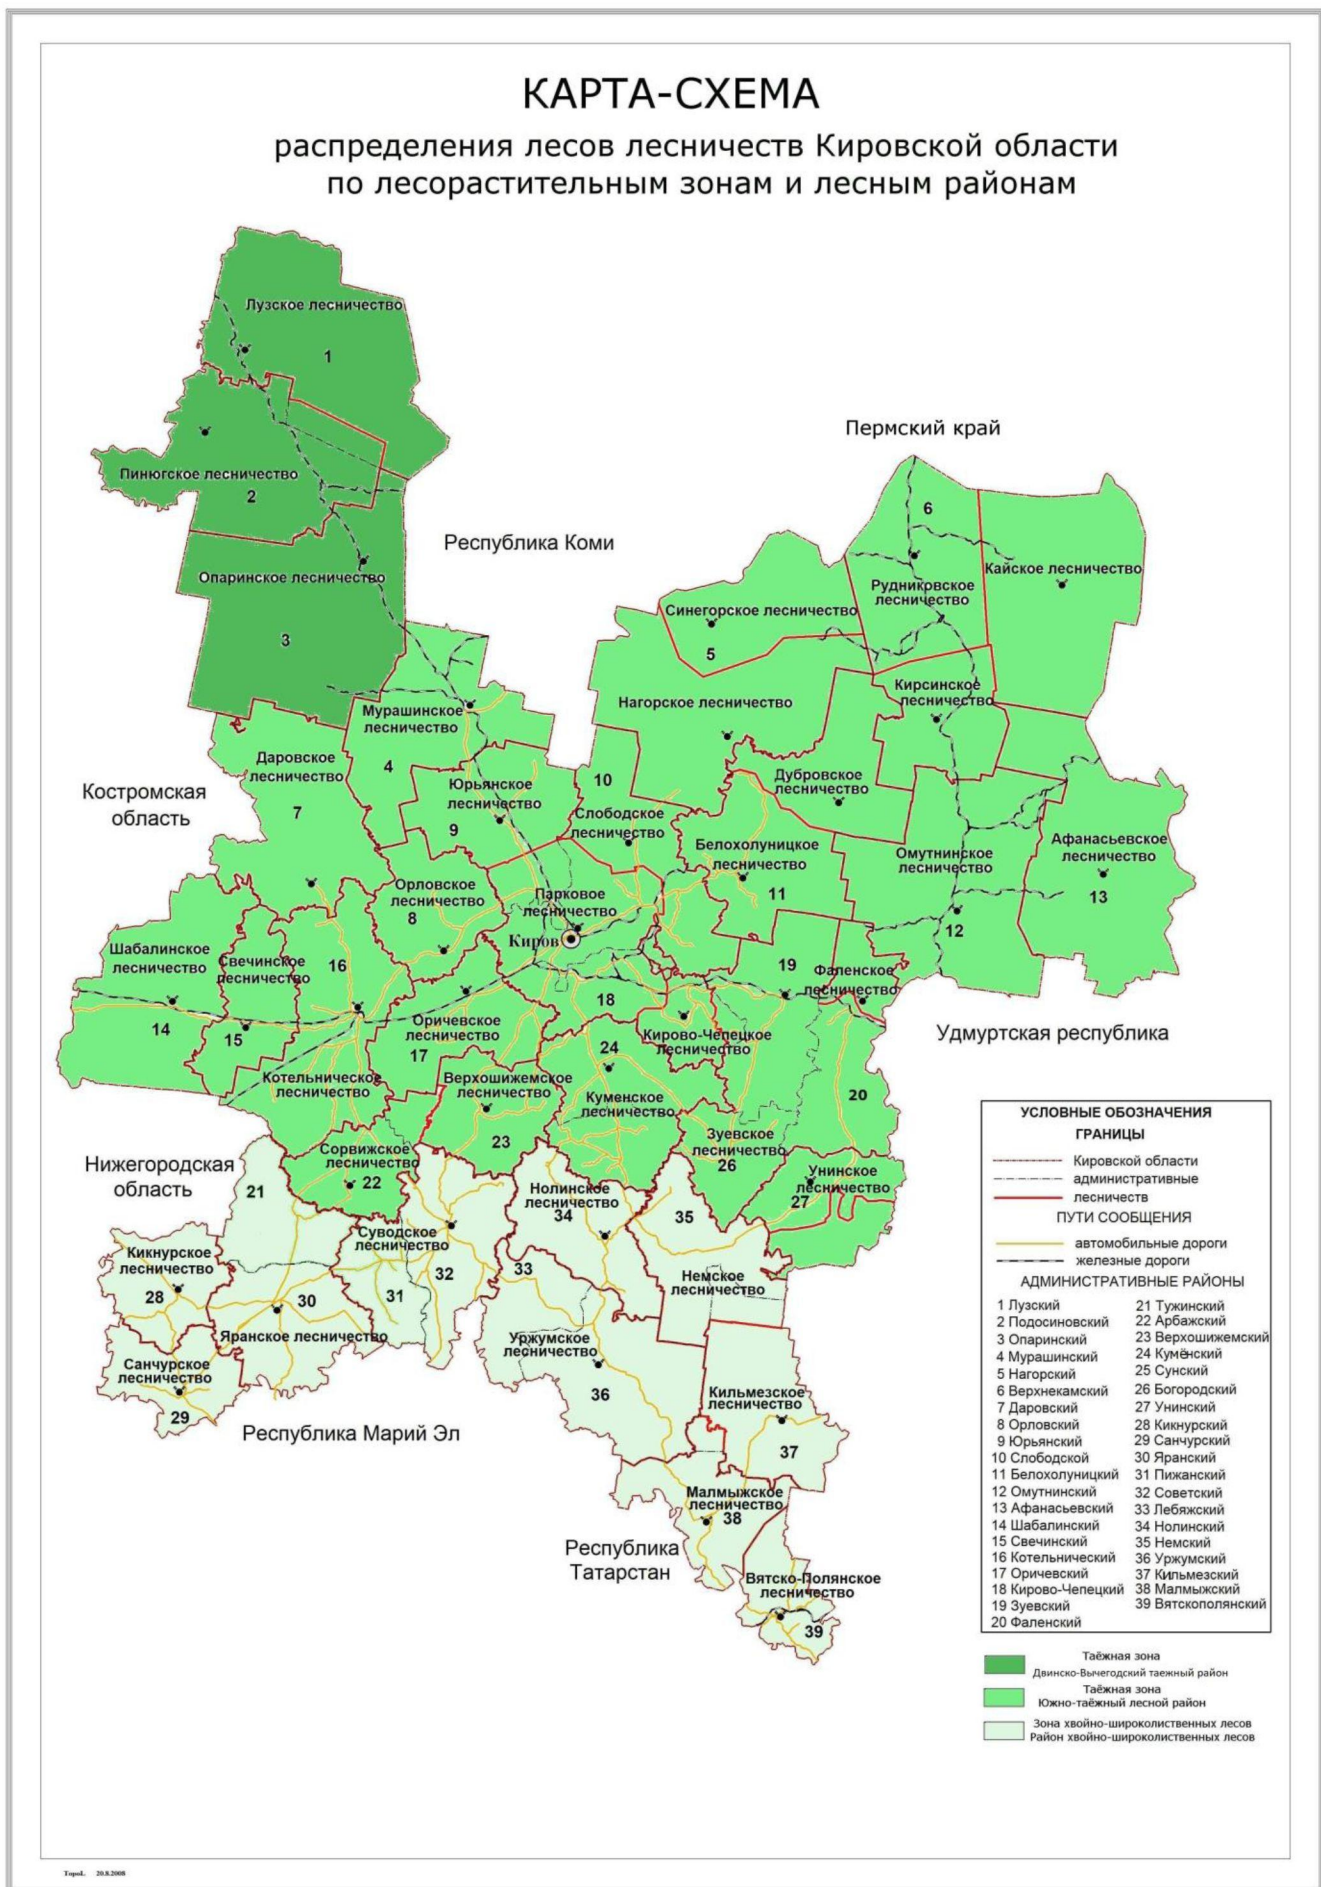 КАРТА-СХЕМА
распределения лесов лесничеств Кировской области
по лесорастительным зонам и лесным районам
Лузское лесничество
1
Пинюгское лесничество
2
Опаринское лесничество
3
Республика Коми
Пермский край
6
Рудниковское
лесничество
Кайское лесничество
Синегорское лесничество
5
Нагорское лесничество
Кирсинское
лесничество
Мурашинское
лесничество
4
Даровское
лесничество
7
Костромская
область
Юрьянское
лесничество
9
10
Слободское
лесничество
Дубровское
лесничество
Белохолуницкое
лесничество
11
Омутнинское
лесничество
12
Афанасьевское
лесничество
13
Орловское
лесничество
8
Парковое
лесничество
Киров
Шабалинское
лесничество
14
Свечинское
лесничество
15
16
Котельническое
лесничество
Оричевское
лесничество
17
18
Кирово-Чепецкое
лесничество
19
Фаленское
лесничество
20
Удмуртская республика
24
Куменское
лесничество
Верхошижемское
лесничество
23
Зуевское
лесничество
26
Унинское
лесничество
27
Сорвижское
лесничество
22
Нижегородская
область
21
Кикнурское
лесничество
28
Суводское
лесничество
31
32
Нолинское
лесничество
34
35
33
Немское
лесничество
30
Яранское лесничество
Санчурское
лесничество
29
Республика Марий Эл
Уржумское
лесничество
36
Кильмезское
лесничество
37
Малмыжское
лесничество
38
Республика
Татарстан
Вятско-Полянское
лесничество
39
УСЛОВНЫЕ ОБОЗНАЧЕНИЯ
ГРАНИЦЫ
Кировской области
административные
лесничеств
ПУТИ СООБЩЕНИЯ
автомобильные дороги
железные дороги
АДМИНИСТРАТИВНЫЕ РАЙОНЫ
1 Лузский
2 Подосиновский
3 Опаринский
4 Мурашинский
5 Нагорский
6 Верхнекамский
7 Даровский
8 Орловский
9 Юрьянский
10 Слободской
11 Белохолуницкий
12 Омутнинский
13 Афанасьевский
14 Шабалинский
15 Свечинский
16 Котельнический
17 Оричевский
18 Кирово-Чепецкий
19 Зуевский
20 Фаленский
21 Тужинский
22 Арбажский
23 Верхошижемский
24 Кумёнский
25 Сунский
26 Богородский
27 Унинский
28 Кикнурский
29 Санчурский
30 Яранский
31 Пижанский
32 Советский
33 Лебяжский
34 Нолинский
35 Немский
36 Уржумский
37 Кильмезский
38 Малмыжский
39 Вятскополянский
Таёжная зона
Двинско-Вычегодский таежный район
Таёжная зона
Южно-таёжный лесной район
Зона хвойно-широколиственных лесов
Район хвойно-широколиственных лесов
TopoL 20.8.2008